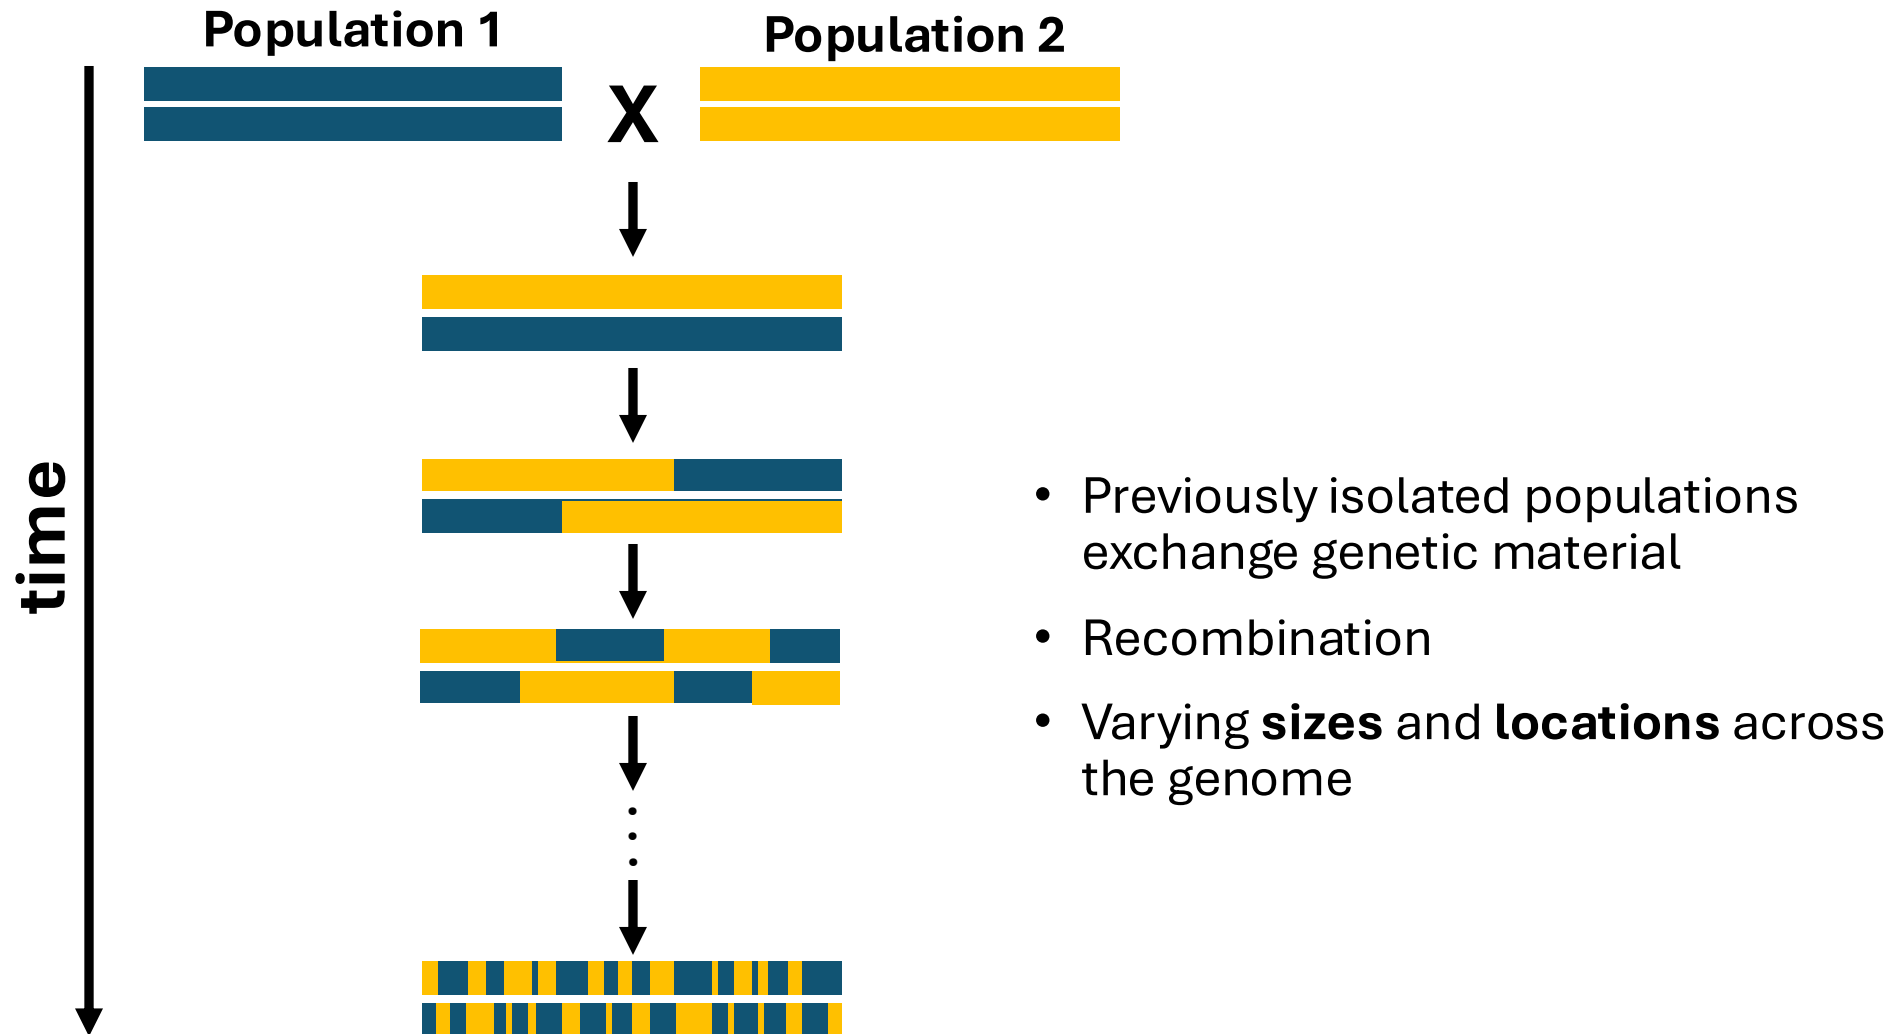 Population 1
Population 2
X
time
• Previously isolated populations
exchange genetic material
• Recombination
• Varying sizes and locations across
the genome